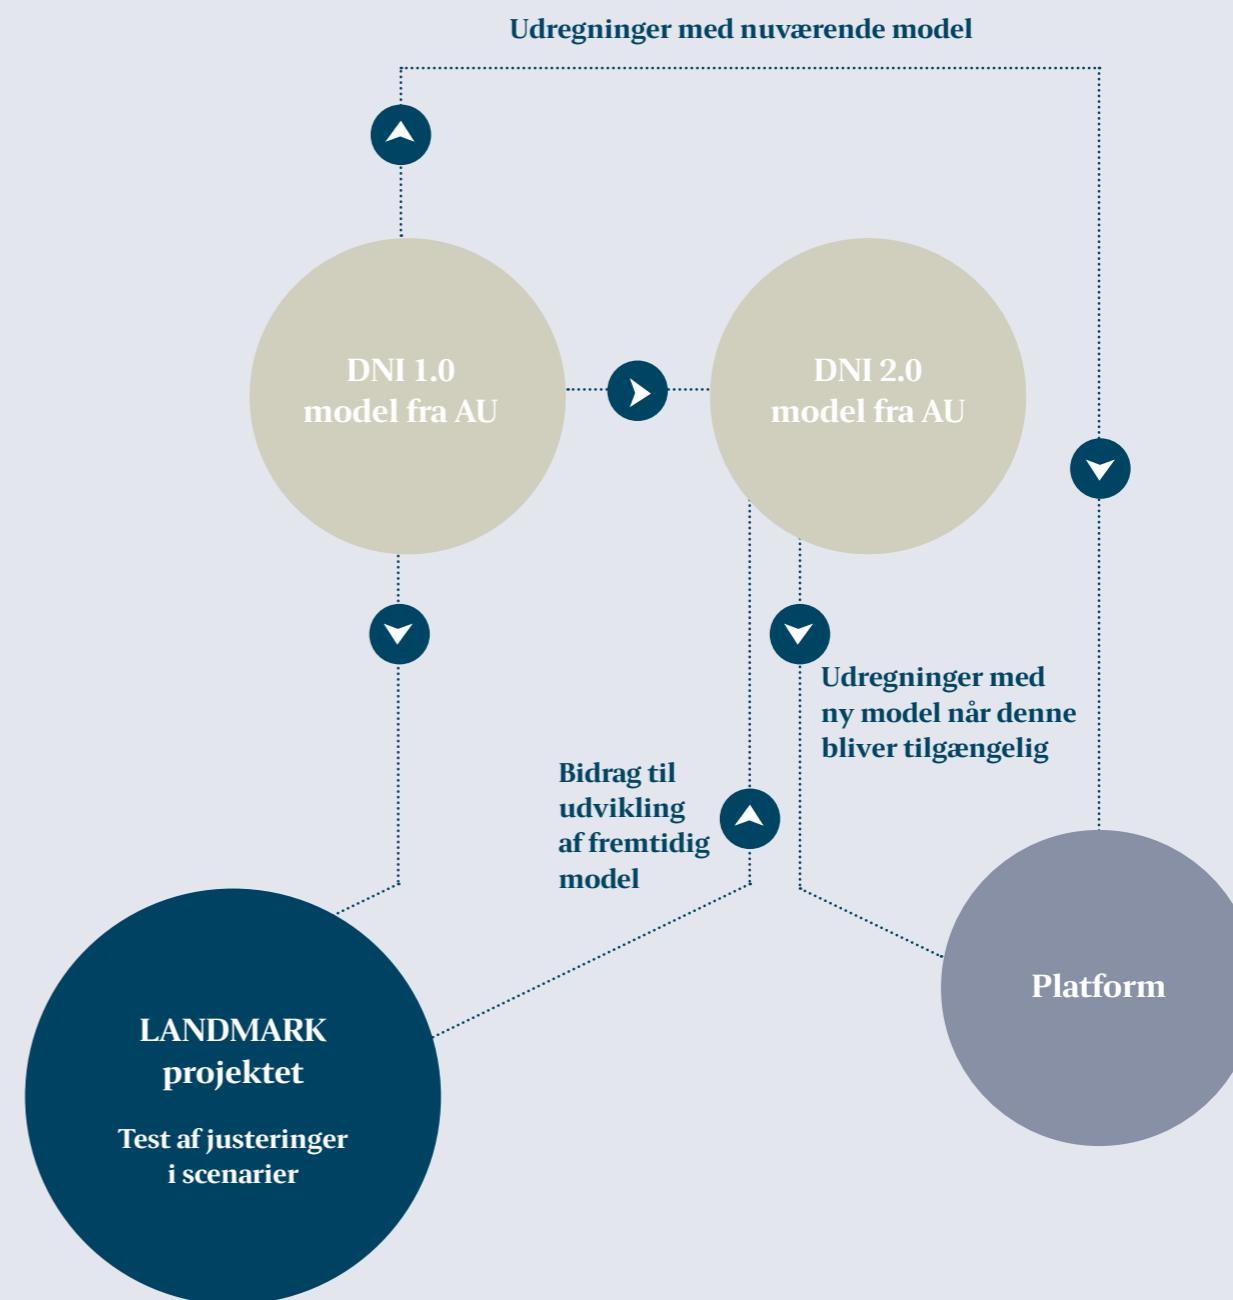 Udregninger med nuværende model
DNI 1.0
model fra AU
DNI 2.0
model fra AU
Udregninger med
ny model når denne
bliver tilgængelig
Bidrag til
udvikling
af fremtidig
model
Platform
LANDMARK
projektet
Test af justeringer
i scenarier